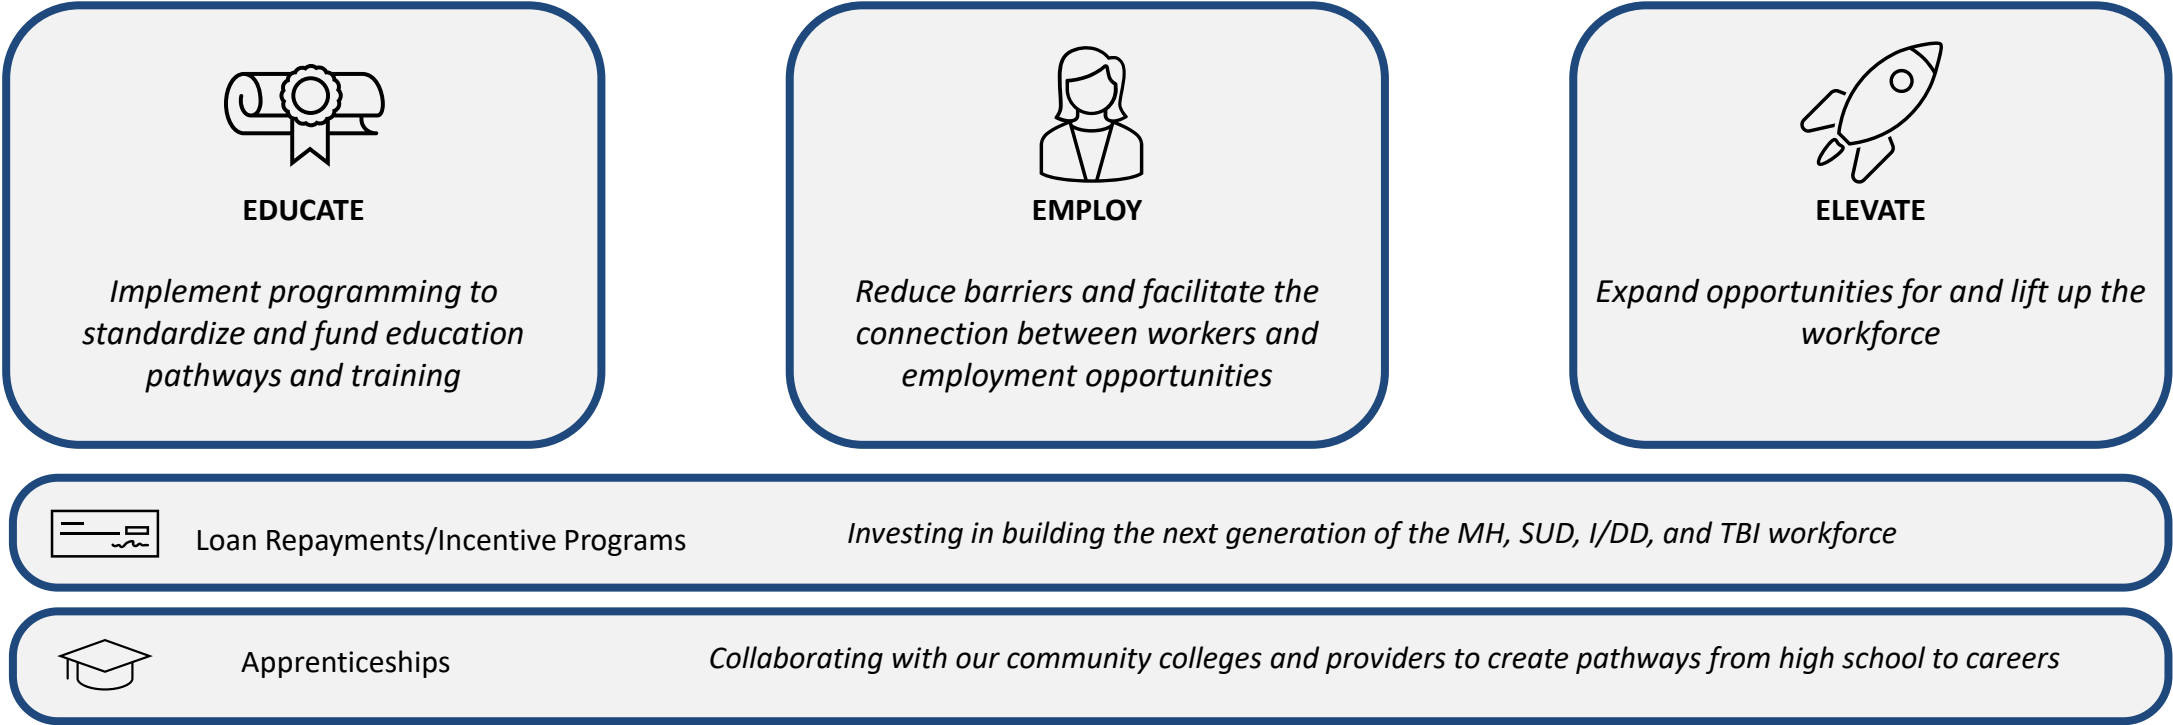 EDUCATE
Implement programming to
standardize and fund education
pathways and training
EMPLOY
Reduce barriers and facilitate the
connection between workers and
employment opportunities
ELEVATE
Expand opportunities for and lift up the
workforce
Loan Repayments/Incentive Programs
Investing in building the next generation of the MH, SUD, I/DD, and TBI workforce
Apprenticeships
Collaborating with our community colleges and providers to create pathways from high school to careers